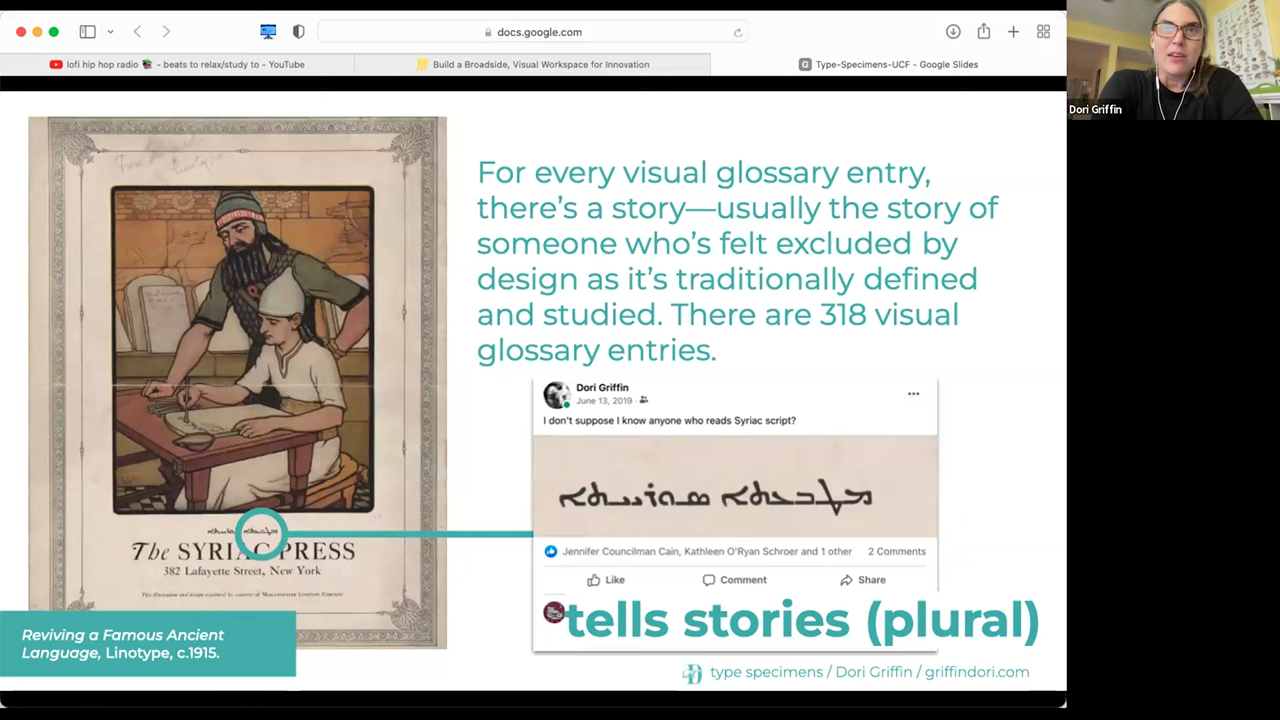 docs.google.com
lofi hip hop radio 📚 - beats to relax/study to - YouTube
Build a Broadside, Visual Workspace for Innovation
Type-Specimens-UCF - Google Slides
Dori Griffin
For every visual glossary entry,
there's a story—usually the story of
someone who's felt excluded by
design as it's traditionally defined
and studied. There are 318 visual
glossary entries.
The SYRIAC PRESS
382 Lafayette Street, New York
Reviving a Famous Ancient
Language, Linotype, c.1915.
Dori Griffin
June 13, 2019
I don't suppose I know anyone who reads Syriac script?
ܡܛܒܥܬܐ ܣܘܪܝܝܬܐ
Jennifer Councilman Cain, Kathleen O'Ryan Schroer and 1 other 2 Comments
Like Comment Share
tells stories (plural)
type specimens / Dori Griffin / griffindori.com